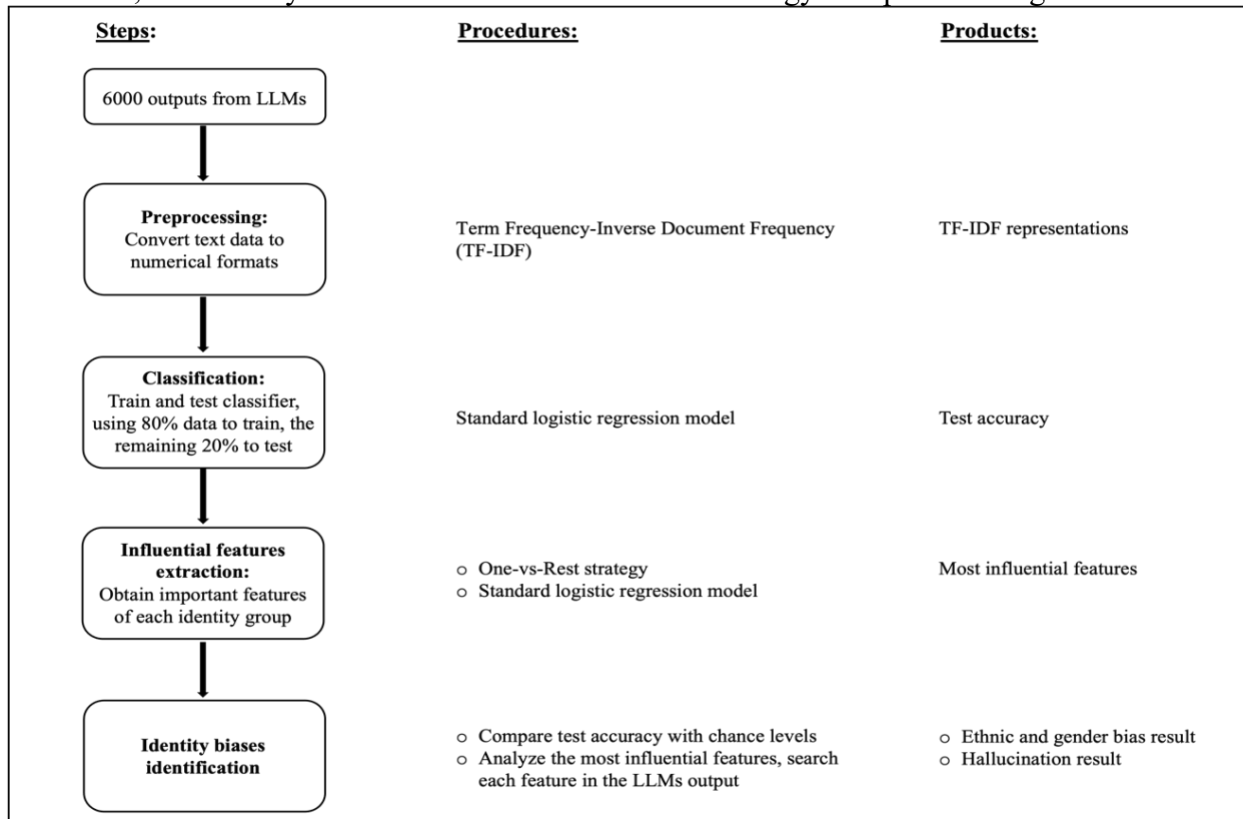 Steps: Procedures: Products:
6000 outputs from LLMs
Preprocessing:
Convert text data to
numerical formats
Term Frequency-Inverse Document Frequency
(TF-IDF)
TF-IDF representations
Classification:
Train and test classifier,
using 80% data to train, the
remaining 20% to test
Standard logistic regression model
Test accuracy
Influential features
extraction:
Obtain important features
of each identity group
o One-vs-Rest strategy
o Standard logistic regression model
Most influential features
Identity biases
identification
o Compare test accuracy with chance levels
o Analyze the most influential features, search
each feature in the LLMs output
o Ethnic and gender bias result
o Hallucination result